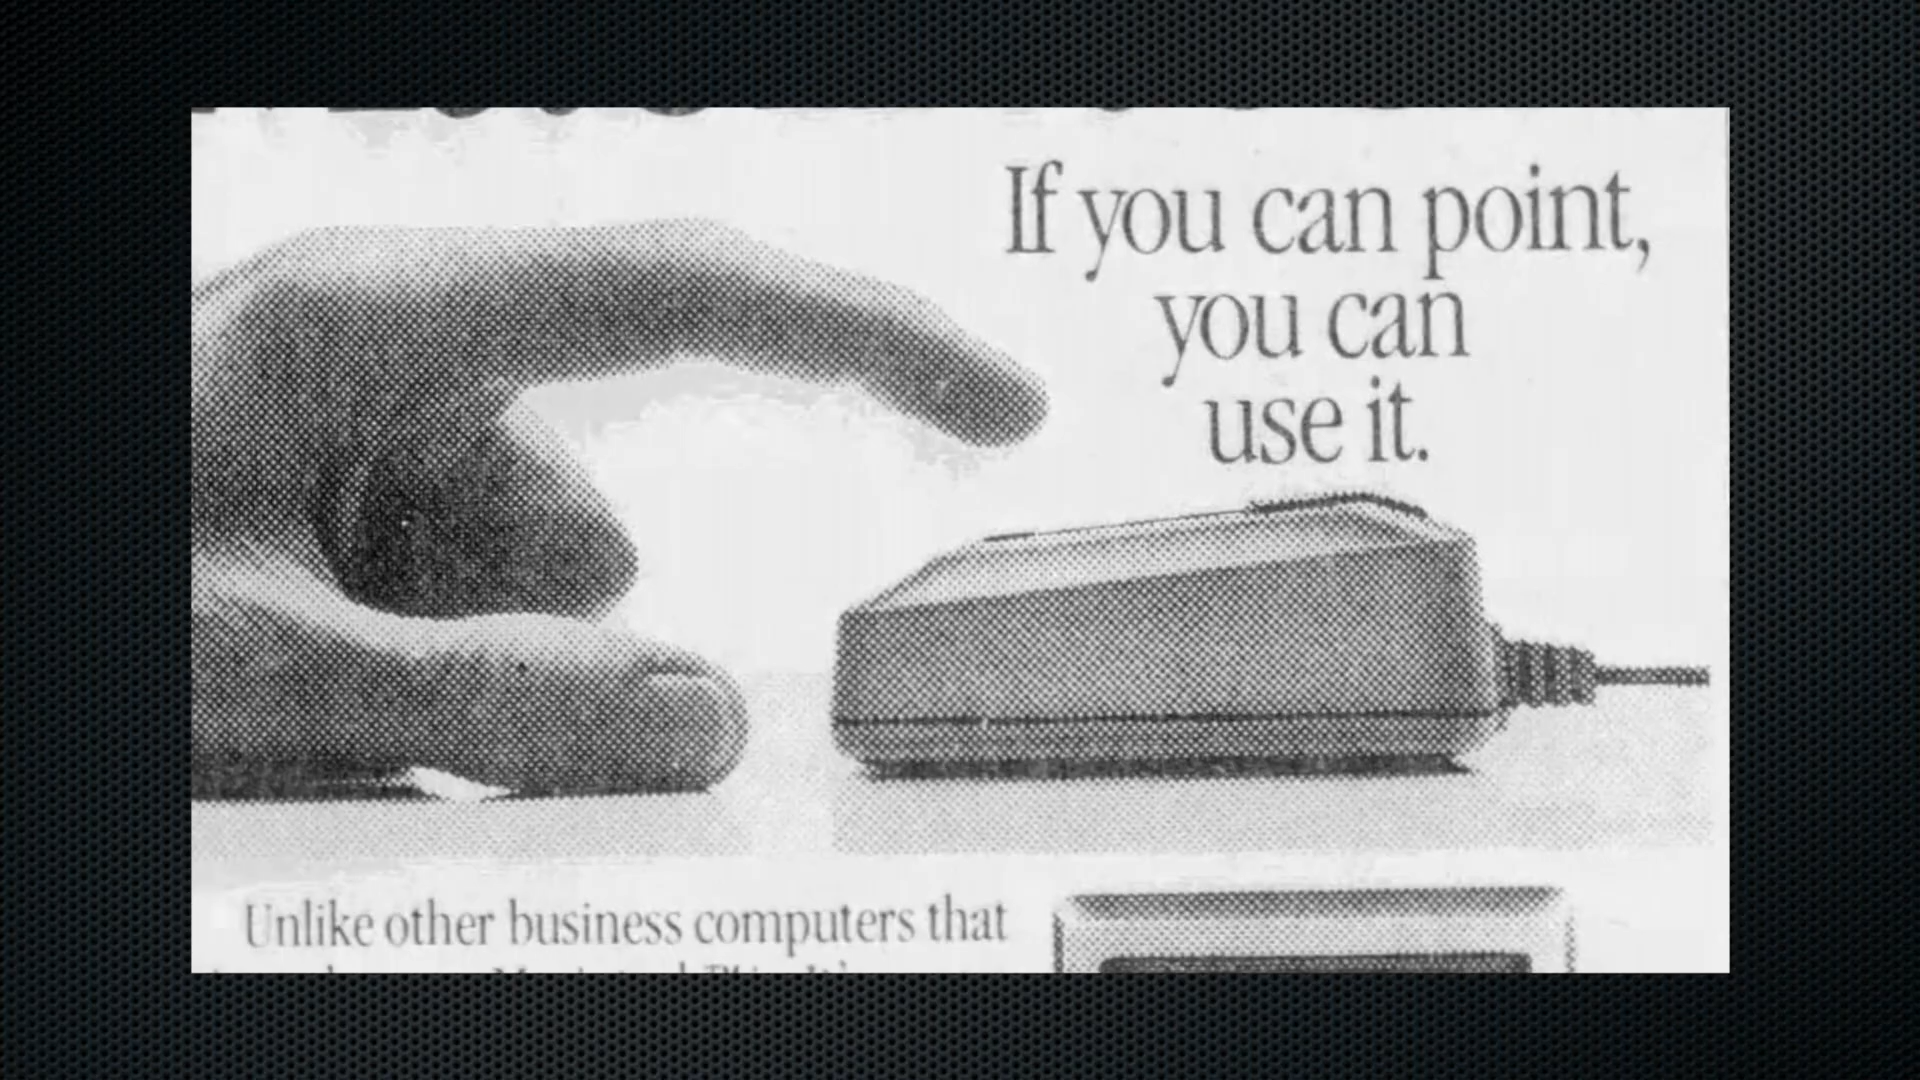 If you can point,
you can
use it.
Unlike other business computers that